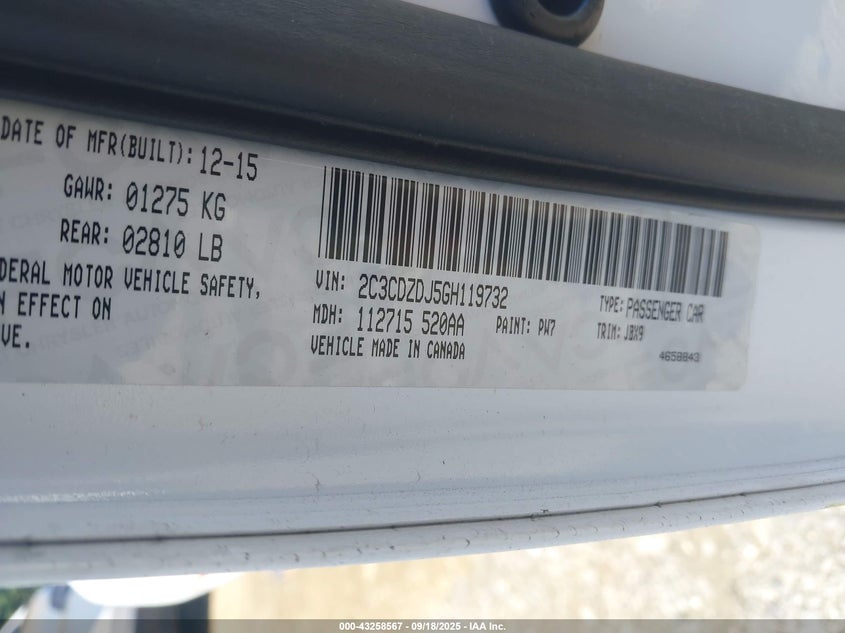 DATE OF MFR(BUILT): 12-15
GAWR: 01275 KG
REAR: 02810 LB
DERAL MOTOR VEHICLE SAFETY,
N EFFECT ON
VE.
VIN: 2C3CDZDJ5GH119732
TYPE: PASSENGER CAR
MDH: 112715 520AA
PAINT: PW7
TRIM: JBX9
VEHICLE MADE IN CANADA
4658843
000-43258567 - 09/18/2025 - IAA Inc.